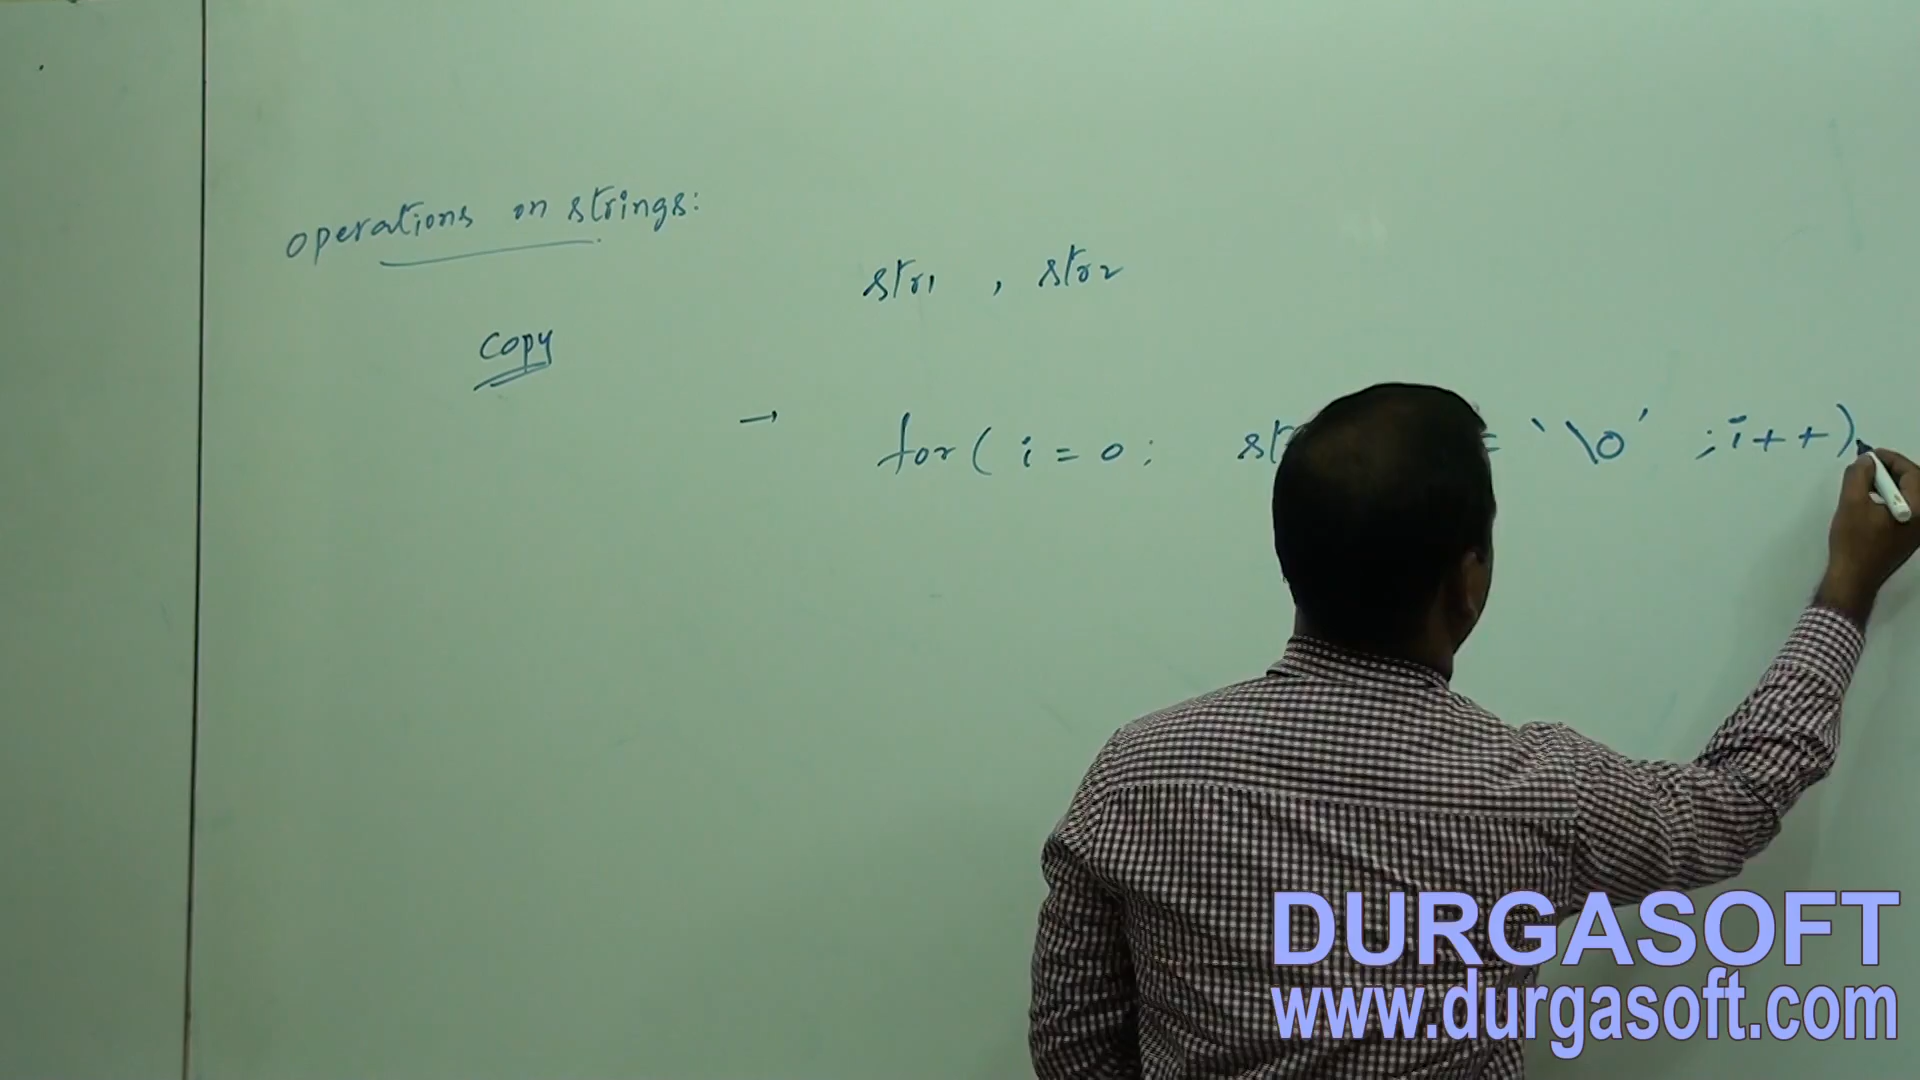 operations on strings:
str1 , str2
copy
→ for( i = 0; st = '\0' ;i++)
DURGASOFT
www.durgasoft.com